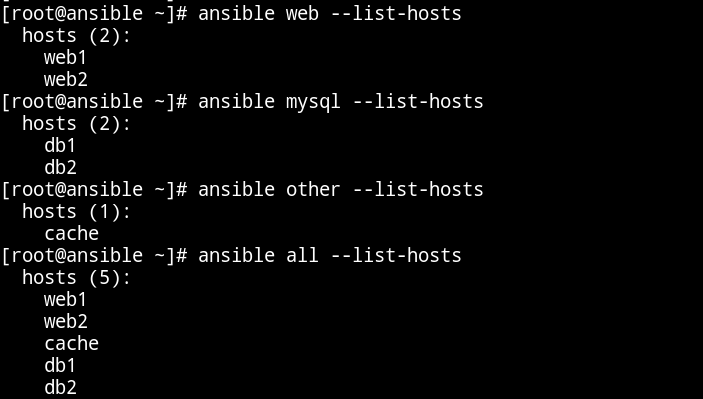 [root@ansible ~]# ansible web --list-hosts
  hosts (2):
    web1
    web2
[root@ansible ~]# ansible mysql --list-hosts
  hosts (2):
    db1
    db2
[root@ansible ~]# ansible other --list-hosts
  hosts (1):
    cache
[root@ansible ~]# ansible all --list-hosts
  hosts (5):
    web1
    web2
    cache
    db1
    db2